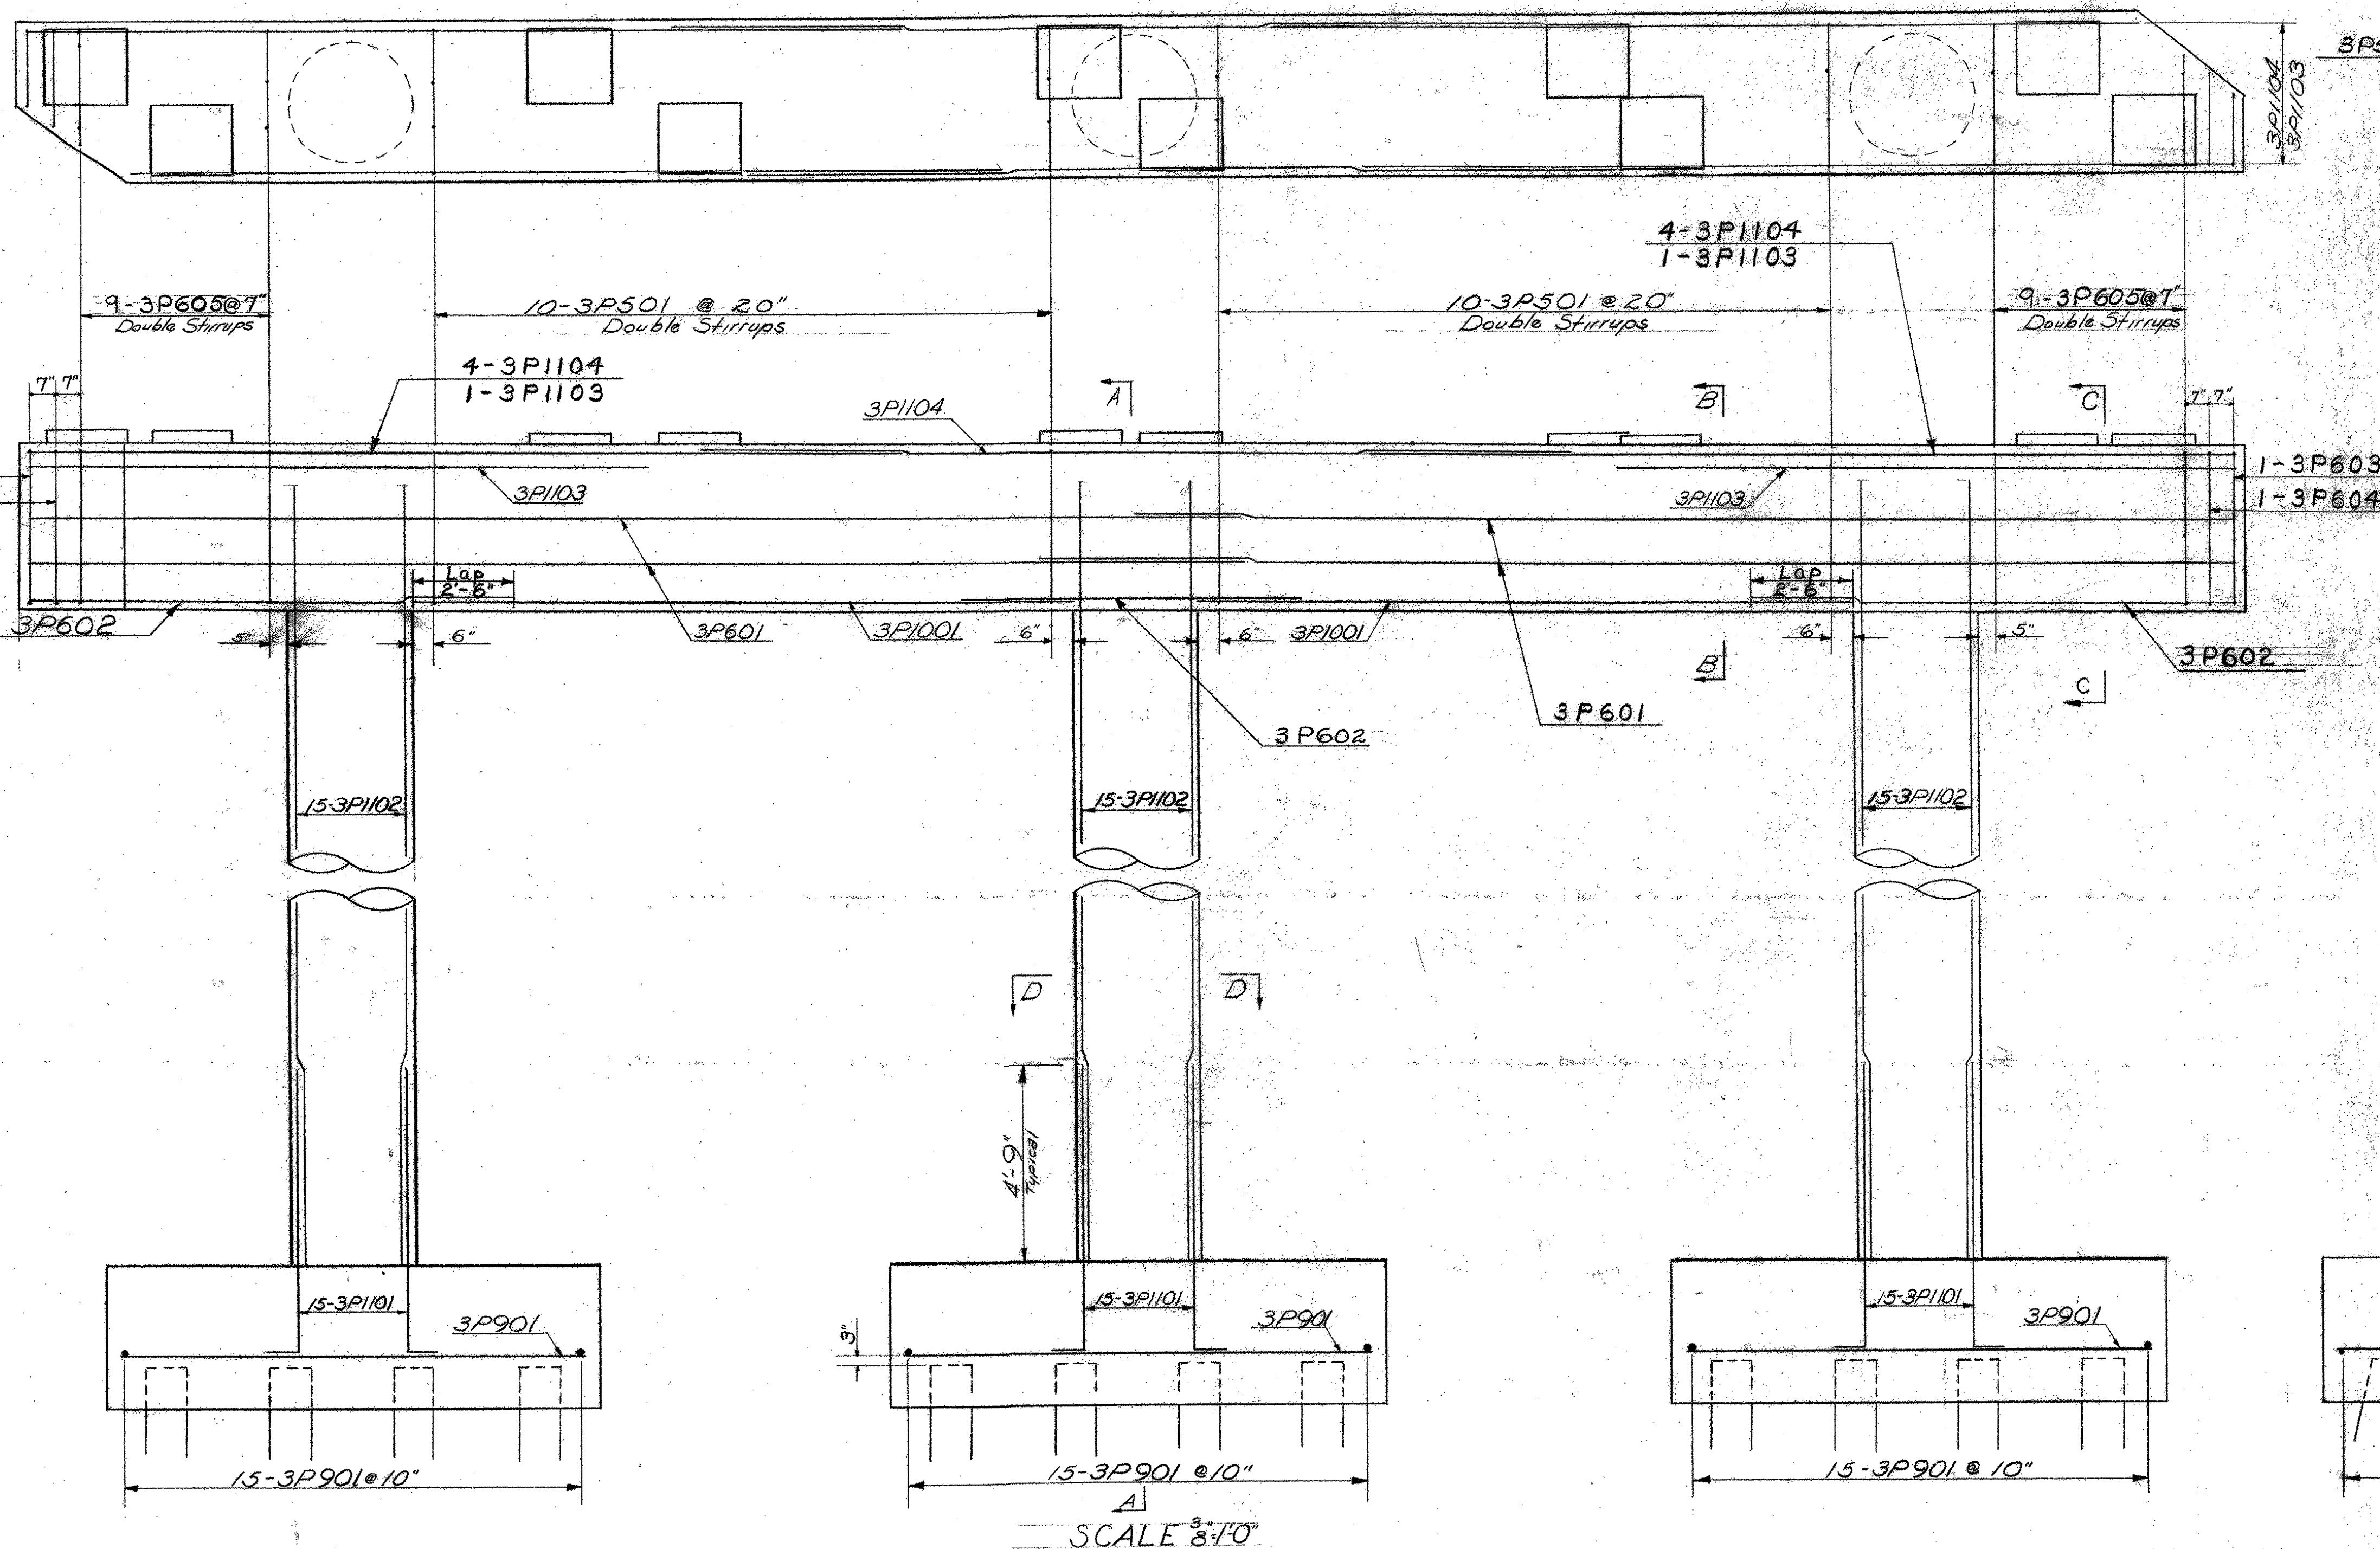 3P5
3P1104
3P1103
4-3P1104
1-3P1103
9-3P605@7"
Double Stirrups
10-3P501 @ 20"
Double Stirrups
10-3P501 @ 20"
Double Stirrups
9-3P605@7"
Double Stirrups
4-3P1104
1-3P1103
7" 7"
3P1104
A
B
C
7" 7"
3P1103
3P1103
1-3P603
1-3P604
Lap
2'-6"
Lap
2'-6"
3P602
5"
6"
3P601
3P1001
6"
6"
3P1001
6"
5"
3P602
B
C
3P601
3P602
15-3P1102
15-3P1102
15-3P1102
D
D
4'-9"
Typical
15-3P1101
3P901
15-3P1101
3P901
15-3P1101
3P901
3"
15-3P901@10"
15-3P901 @10"
15-3P901 @ 10"
A
SCALE 3/8"=1'-0"